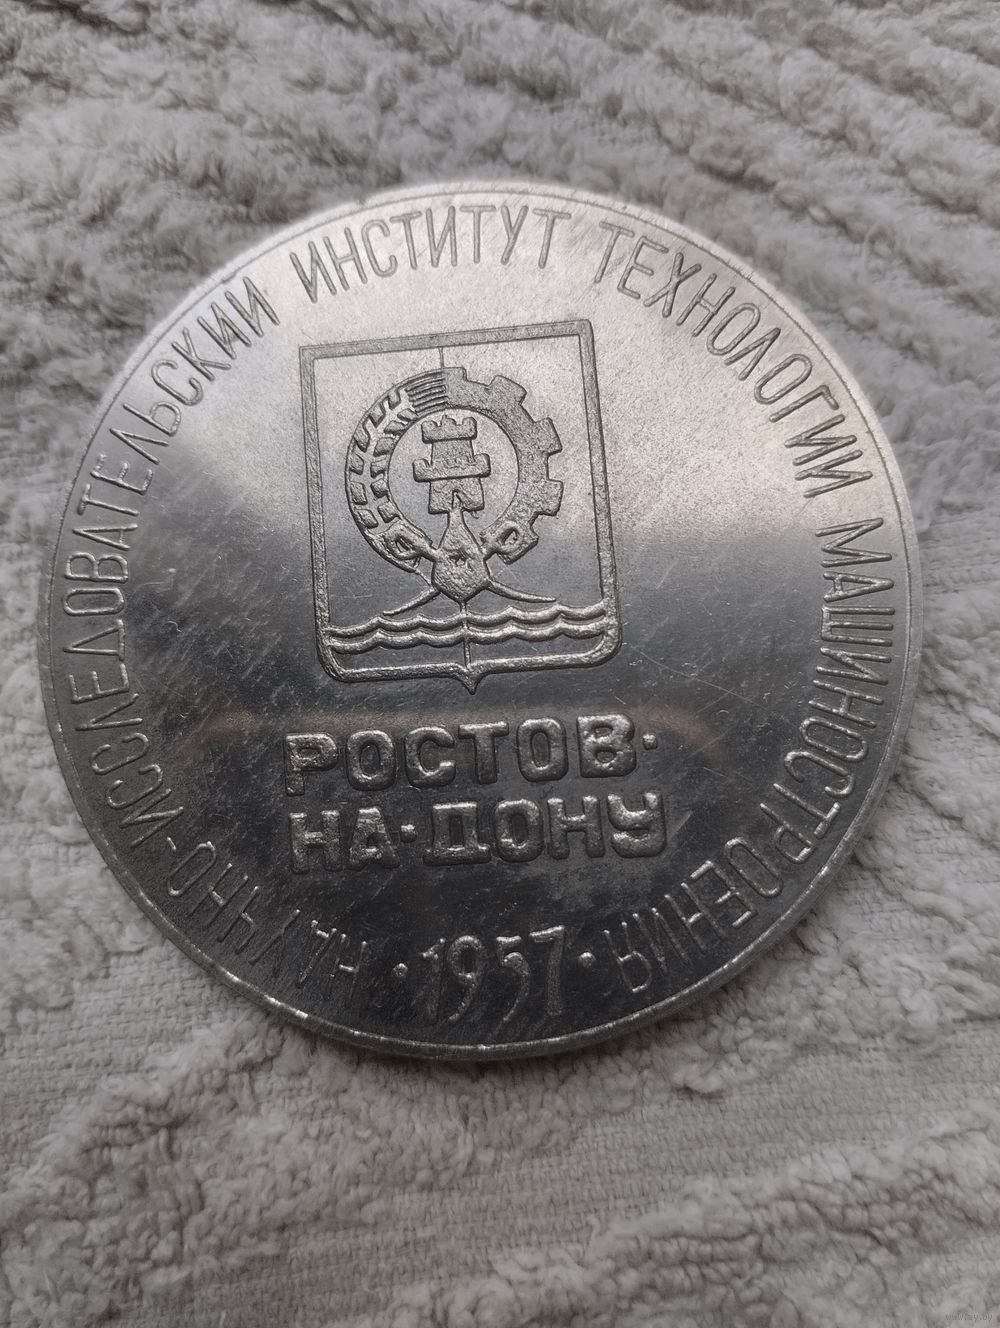 НАУЧНО-ИССЛЕДОВАТЕЛЬСКИЙ ИНСТИТУТ ТЕХНОЛОГИИ МАШИНОСТРОЕНИЯ
РОСТОВ-
НА-ДОНУ
·1957·